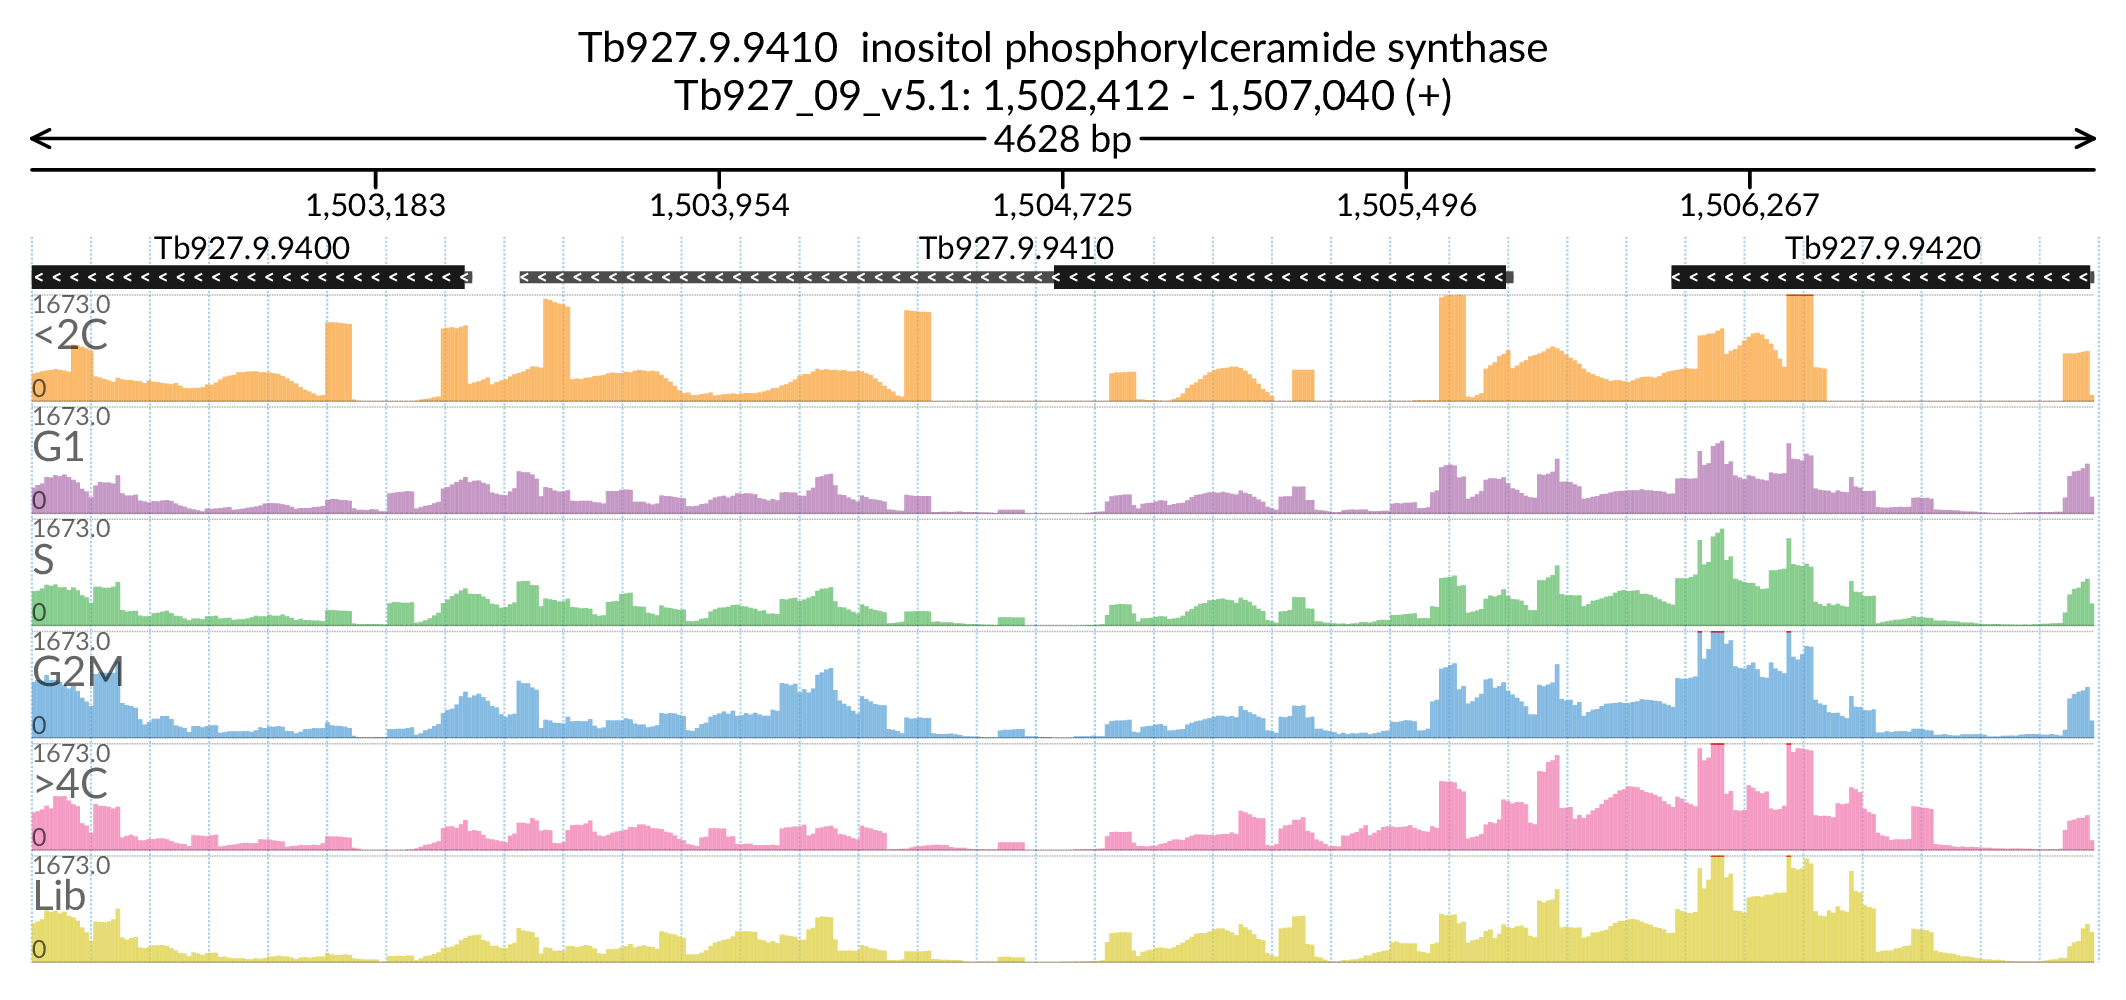 Tb927.9.9410  inositol phosphorylceramide synthase
Tb927_09_v5.1: 1,502,412 - 1,507,040 (+)
4628 bp
1,503,183 1,503,954 1,504,725 1,505,496 1,506,267
Tb927.9.9400 Tb927.9.9410 Tb927.9.9420
1673.0
<2C
0
1673.0
G1
0
1673.0
S
0
1673.0
G2M
0
1673.0
>4C
0
1673.0
Lib
0